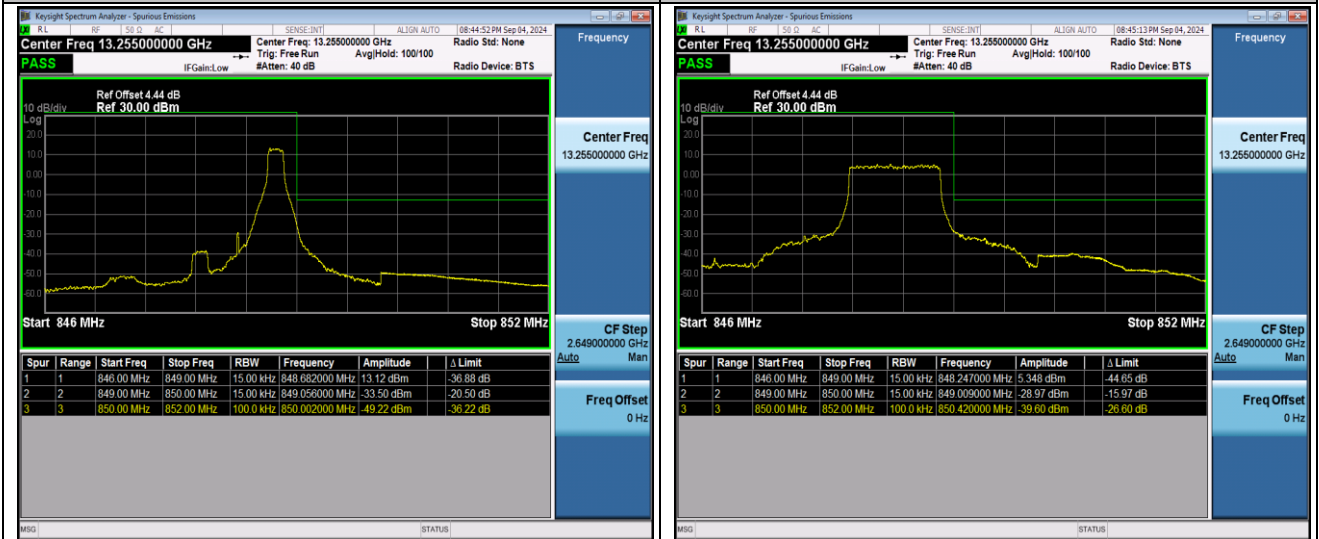 Keysight Spectrum Analyzer - Spurious Emissions
RL RF 50 Ω AC SENSE:INT ALIGN AUTO 08:44:52 PM Sep 04, 2024
Center Freq 13.255000000 GHz
Center Freq: 13.255000000 GHz
Radio Std: None
Trig: Free Run Avg|Hold: 100/100
PASS
IFGain:Low
#Atten: 40 dB
Radio Device: BTS
Ref Offset 4.44 dB
10 dB/div Ref 30.00 dBm
Log
20.0
10.0
0.00
-10.0
-20.0
-30.0
-40.0
-50.0
-60.0
Start 846 MHz Stop 852 MHz
Spur Range Start Freq Stop Freq RBW Frequency Amplitude Δ Limit
1 1 846.00 MHz 849.00 MHz 15.00 kHz 848.682000 MHz 13.12 dBm -36.88 dB
2 2 849.00 MHz 850.00 MHz 15.00 kHz 849.056000 MHz -33.50 dBm -20.50 dB
3 3 850.00 MHz 852.00 MHz 100.0 kHz 850.002000 MHz -49.22 dBm -36.22 dB
Frequency
Center Freq
13.255000000 GHz
CF Step
2.649000000 GHz
Auto Man
Freq Offset
0 Hz
MSG STATUS
Keysight Spectrum Analyzer - Spurious Emissions
RL RF 50 Ω AC SENSE:INT ALIGN AUTO 08:45:13 PM Sep 04, 2024
Center Freq 13.255000000 GHz
Center Freq: 13.255000000 GHz
Radio Std: None
Trig: Free Run Avg|Hold: 100/100
PASS
IFGain:Low
#Atten: 40 dB
Radio Device: BTS
Ref Offset 4.44 dB
10 dB/div Ref 30.00 dBm
Log
20.0
10.0
0.00
-10.0
-20.0
-30.0
-40.0
-50.0
-60.0
Start 846 MHz Stop 852 MHz
Spur Range Start Freq Stop Freq RBW Frequency Amplitude Δ Limit
1 1 846.00 MHz 849.00 MHz 15.00 kHz 848.247000 MHz 5.348 dBm -44.65 dB
2 2 849.00 MHz 850.00 MHz 15.00 kHz 849.009000 MHz -28.97 dBm -15.97 dB
3 3 850.00 MHz 852.00 MHz 100.0 kHz 850.420000 MHz -39.60 dBm -26.60 dB
Frequency
Center Freq
13.255000000 GHz
CF Step
2.649000000 GHz
Auto Man
Freq Offset
0 Hz
MSG STATUS